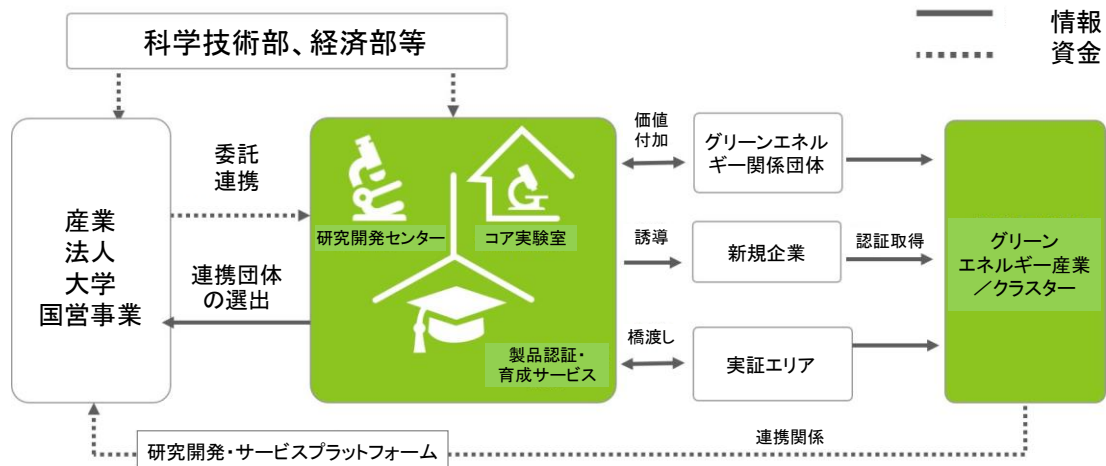 科学技術部、経済部等
情報
資金
産業
法人
大学
国営事業
委託
連携
連携団体
の選出
研究開発センター
コア実験室
製品認証・
育成サービス
価値
付加
誘導
橋渡し
グリーンエネル
ギー関係団体
新規企業
認証取得
実証エリア
グリーン
エネルギー産業
／クラスター
研究開発・サービスプラットフォーム
連携関係